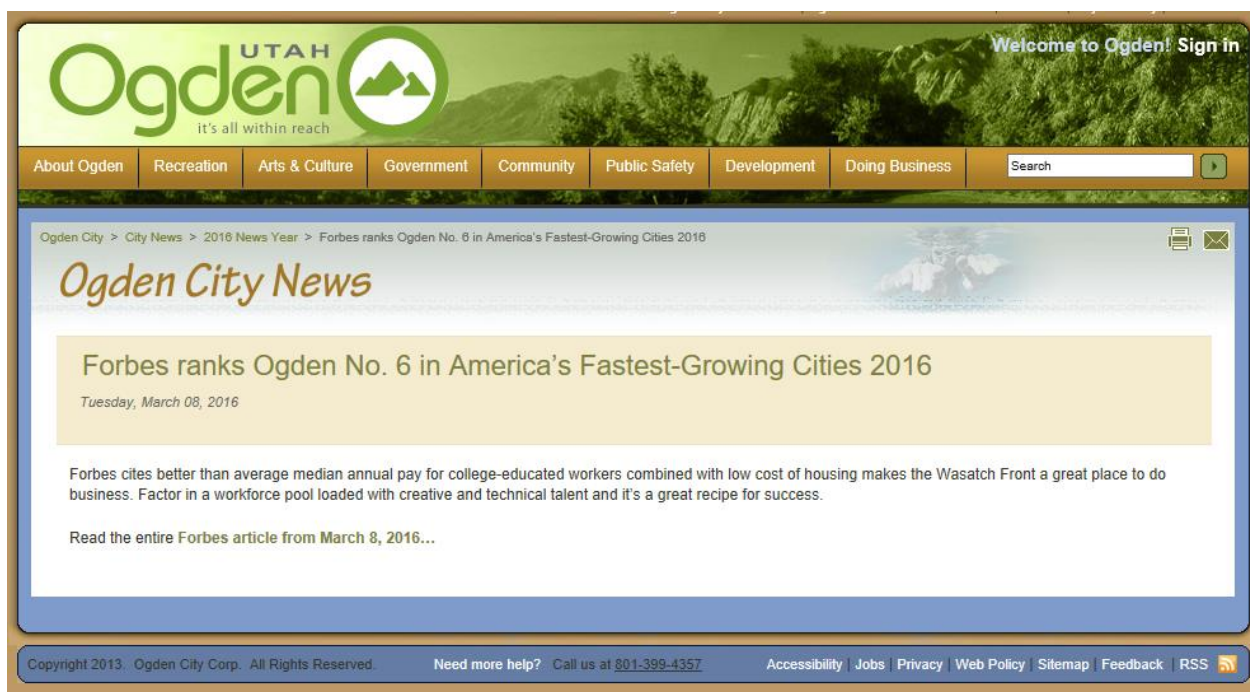 UTAH
Ogden
it's all within reach
Welcome to Ogden! Sign in
About Ogden Recreation Arts & Culture Government Community Public Safety Development Doing Business Search
Ogden City > City News > 2016 News Year > Forbes ranks Ogden No. 6 in America's Fastest-Growing Cities 2016
Ogden City News
Forbes ranks Ogden No. 6 in America's Fastest-Growing Cities 2016
Tuesday, March 08, 2016
Forbes cites better than average median annual pay for college-educated workers combined with low cost of housing makes the Wasatch Front a great place to do
business. Factor in a workforce pool loaded with creative and technical talent and it's a great recipe for success.
Read the entire Forbes article from March 8, 2016…
Copyright 2013. Ogden City Corp. All Rights Reserved. Need more help? Call us at 801-399-4357 Accessibility | Jobs | Privacy | Web Policy | Sitemap | Feedback | RSS